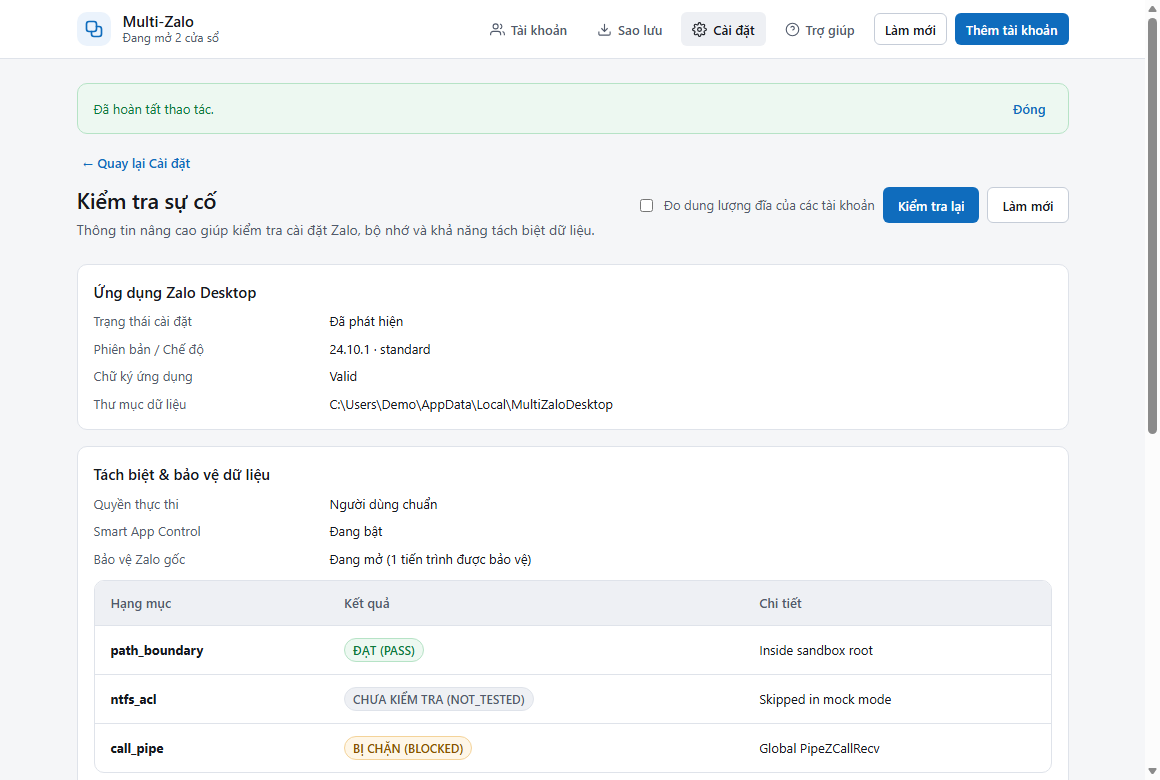 Multi-Zalo
Đang mở 2 cửa sổ
Tài khoản
Sao lưu
Cài đặt
Trợ giúp
Làm mới
Thêm tài khoản
Đã hoàn tất thao tác.
Đóng
← Quay lại Cài đặt
Kiểm tra sự cố
Thông tin nâng cao giúp kiểm tra cài đặt Zalo, bộ nhớ và khả năng tách biệt dữ liệu.
Đo dung lượng đĩa của các tài khoản
Kiểm tra lại
Làm mới
Ứng dụng Zalo Desktop
Trạng thái cài đặt
Đã phát hiện
Phiên bản / Chế độ
24.10.1 · standard
Chữ ký ứng dụng
Valid
Thư mục dữ liệu
C:\Users\Demo\AppData\Local\MultiZaloDesktop
Tách biệt & bảo vệ dữ liệu
Quyền thực thi
Người dùng chuẩn
Smart App Control
Đang bật
Bảo vệ Zalo gốc
Đang mở (1 tiến trình được bảo vệ)
Hạng mục
Kết quả
Chi tiết
path_boundary
ĐẠT (PASS)
Inside sandbox root
ntfs_acl
CHƯA KIỂM TRA (NOT_TESTED)
Skipped in mock mode
call_pipe
BỊ CHẶN (BLOCKED)
Global PipeZCallRecv